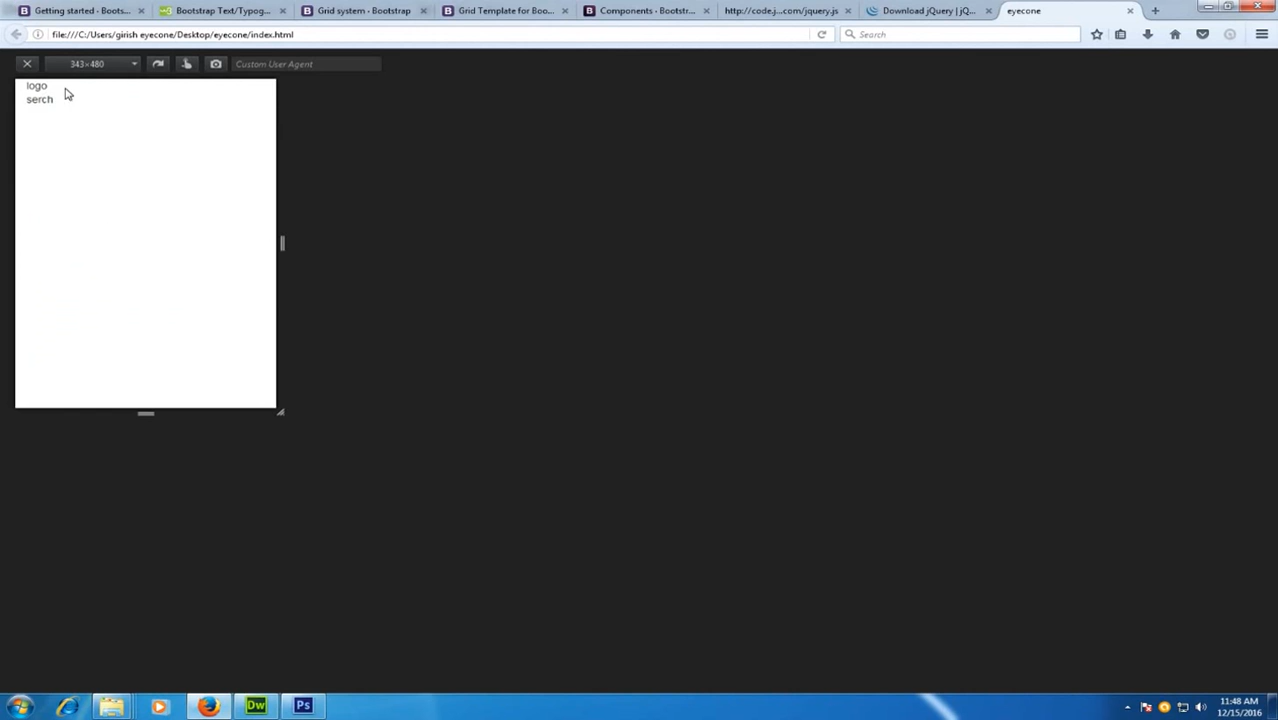 Getting started - Boots...
Bootstrap Text/Typog...
Grid system - Bootstrap
Grid Template for Boo...
Components - Bootstr...
http://code.j...com/jquery.js
Download jQuery | jQ...
eyecone
file:///C:/Users/girish eyecone/Desktop/eyecone/index.html
Search
343×480
Custom User Agent
logo
serch
Dw
Ps
11:48 AM
12/15/2016